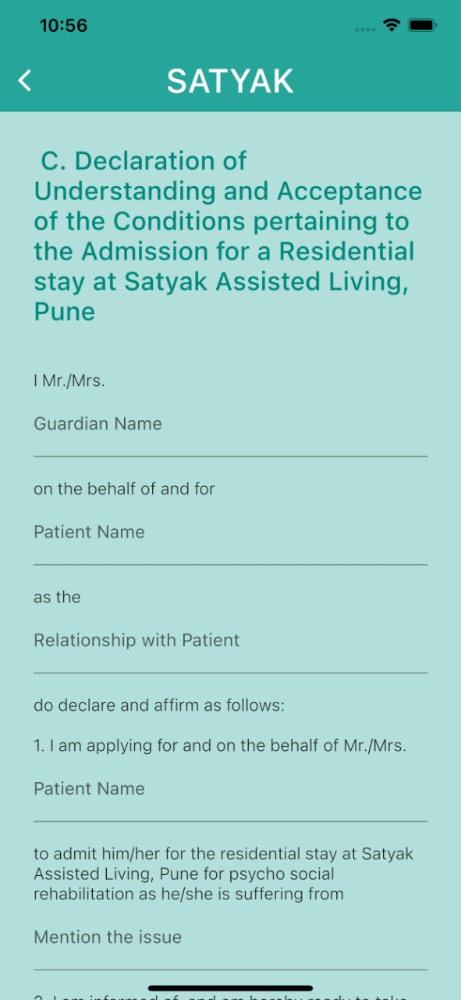 10:56
SATYAK
C. Declaration of
Understanding and Acceptance
of the Conditions pertaining to
the Admission for a Residential
stay at Satyak Assisted Living,
Pune
I Mr./Mrs.
Guardian Name
on the behalf of and for
Patient Name
as the
Relationship with Patient
do declare and affirm as follows:
1. I am applying for and on the behalf of Mr./Mrs.
Patient Name
to admit him/her for the residential stay at Satyak
Assisted Living, Pune for psycho social
rehabilitation as he/she is suffering from
Mention the issue
2. I am informed of, and am hereby ready to take